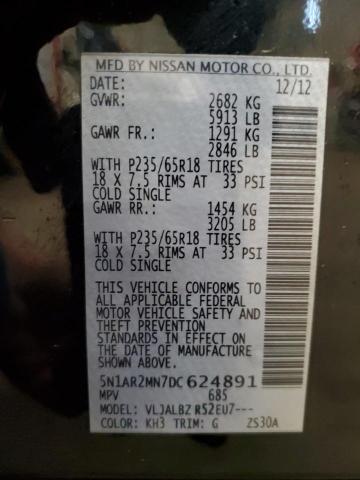 MFD BY NISSAN MOTOR CO., LTD.
DATE: 12/12
GVWR: 2682 KG
5913 LB
GAWR FR.: 1291 KG
2846 LB
WITH P235/65R18 TIRES
18 X 7.5 RIMS AT 33 PSI
COLD SINGLE
GAWR RR.: 1454 KG
3205 LB
WITH P235/65R18 TIRES
18 X 7.5 RIMS AT 33 PSI
COLD SINGLE
THIS VEHICLE CONFORMS TO
ALL APPLICABLE FEDERAL
MOTOR VEHICLE SAFETY AND
THEFT PREVENTION
STANDARDS IN EFFECT ON
THE DATE OF MANUFACTURE
SHOWN ABOVE.
5N1AR2MN7DC624891
MPV 685
MODEL: VLJALBZ R52EU7---
COLOR: KH3 TRIM: G ZS30A